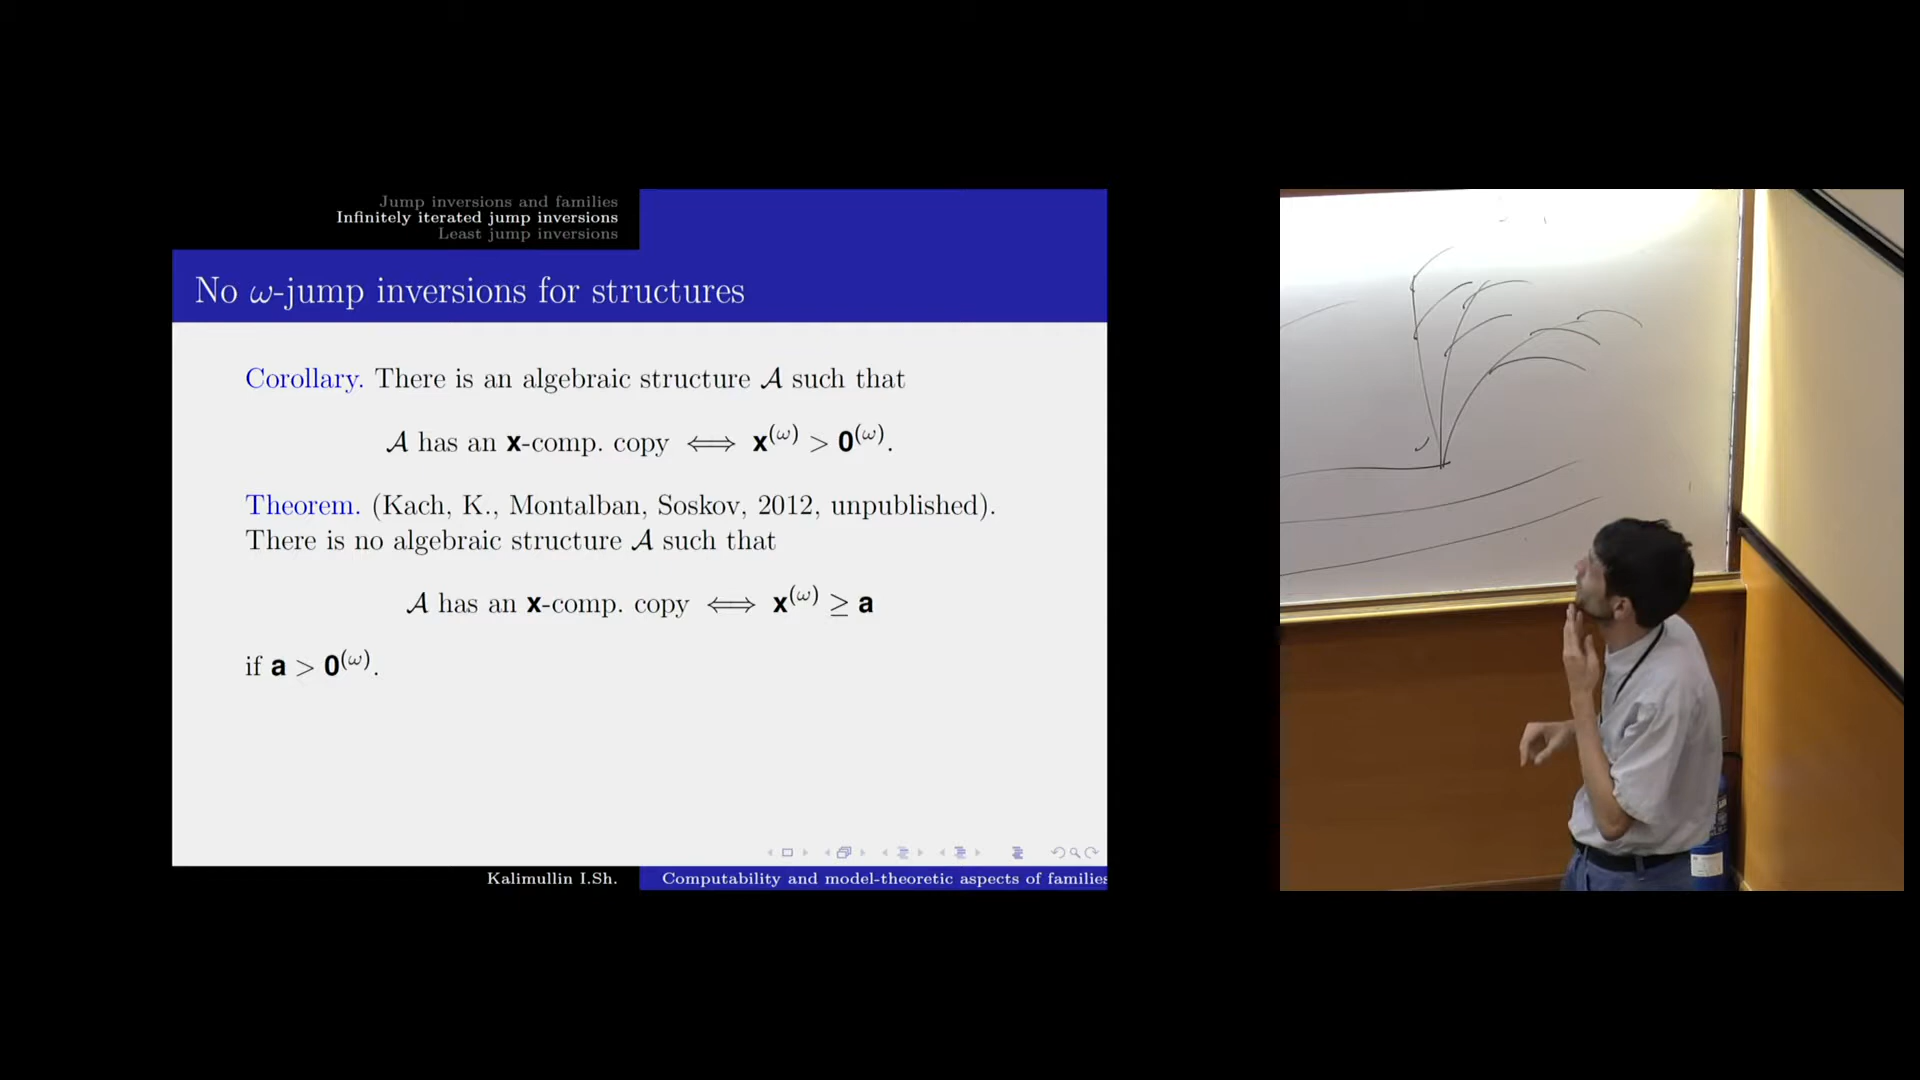 Jump inversions and families
Infinitely iterated jump inversions
Least jump inversions
No ω-jump inversions for structures
Corollary. There is an algebraic structure 𝒜 such that
𝒜 has an x-comp. copy ⟺ x^(ω) > 0^(ω).
Theorem. (Kach, K., Montalban, Soskov, 2012, unpublished).
There is no algebraic structure 𝒜 such that
𝒜 has an x-comp. copy ⟺ x^(ω) ≥ a
if a > 0^(ω).
Kalimullin I.Sh.
Computability and model-theoretic aspects of families